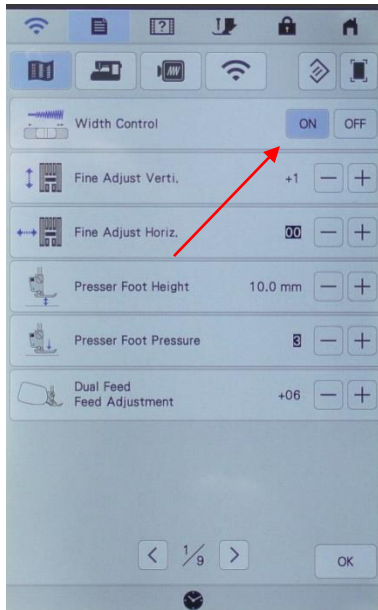 Width Control ON OFF
Fine Adjust Verti. +1 − +
Fine Adjust Horiz. 00 − +
Presser Foot Height 10.0 mm − +
Presser Foot Pressure 3 − +
Dual Feed
Feed Adjustment +06 − +
< 1/9 > OK